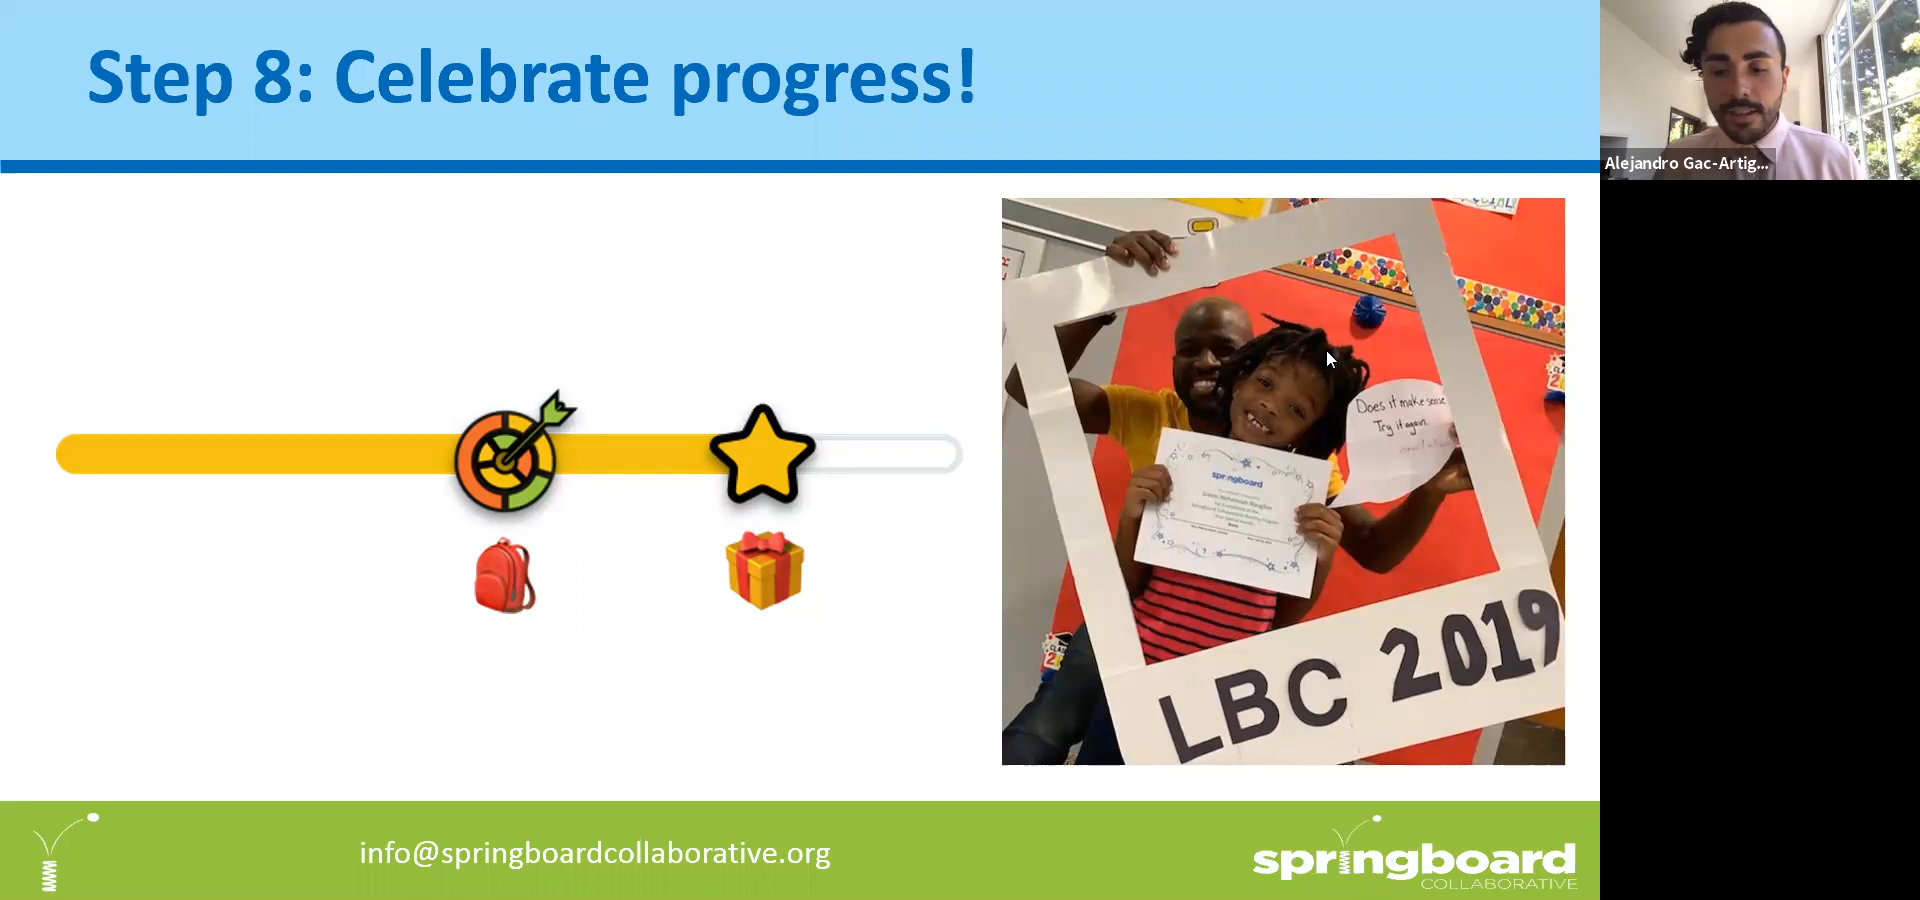 Step 8: Celebrate progress!
Alejandro Gac-Artig...
Does it make sense
Try it again.
springboard
LBC 2019
info@springboardcollaborative.org
springboard
COLLABORATIVE